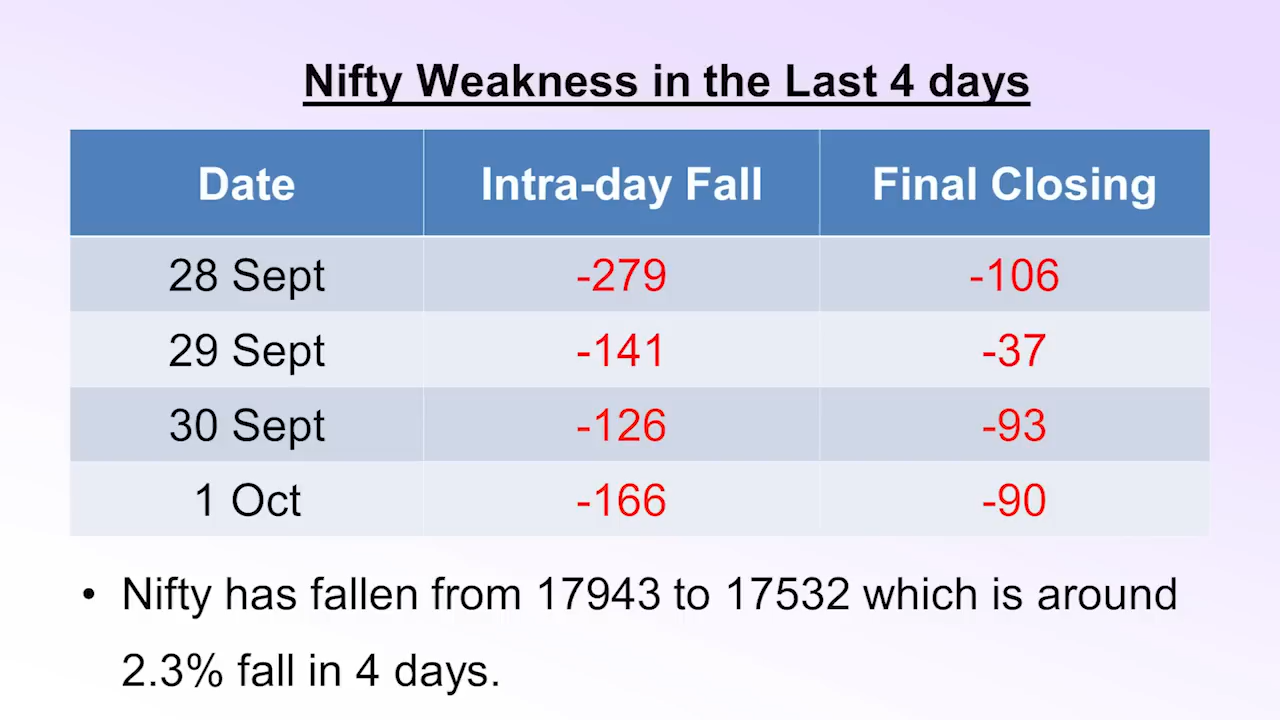 Nifty Weakness in the Last 4 days
Date Intra-day Fall Final Closing
28 Sept -279 -106
29 Sept -141 -37
30 Sept -126 -93
1 Oct -166 -90
• Nifty has fallen from 17943 to 17532 which is around
2.3% fall in 4 days.